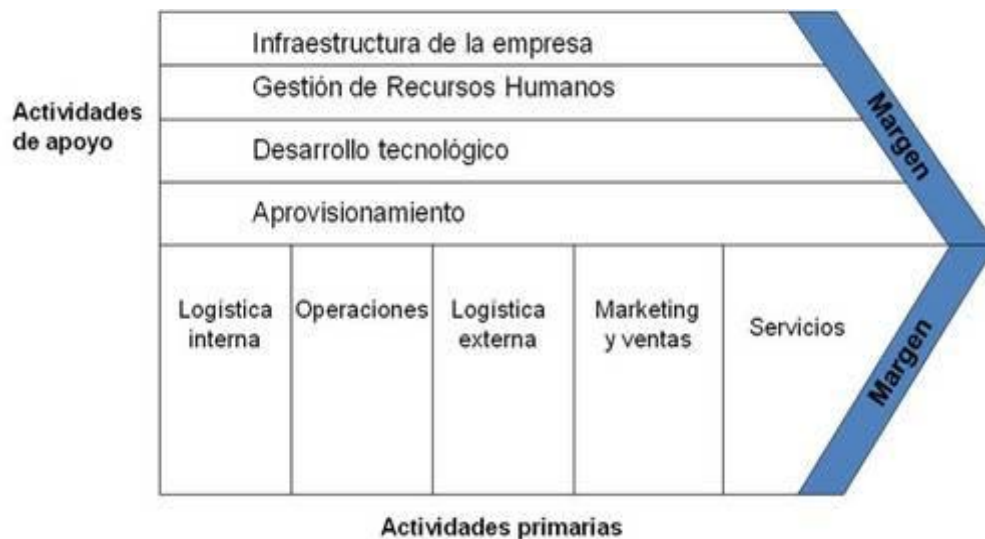 Infraestructura de la empresa
Gestión de Recursos Humanos
Actividades
de apoyo
Desarrollo tecnológico
Aprovisionamiento
Margen
Logística
interna
Operaciones
Logística
externa
Marketing
y ventas
Servicios
Margen
Actividades primarias